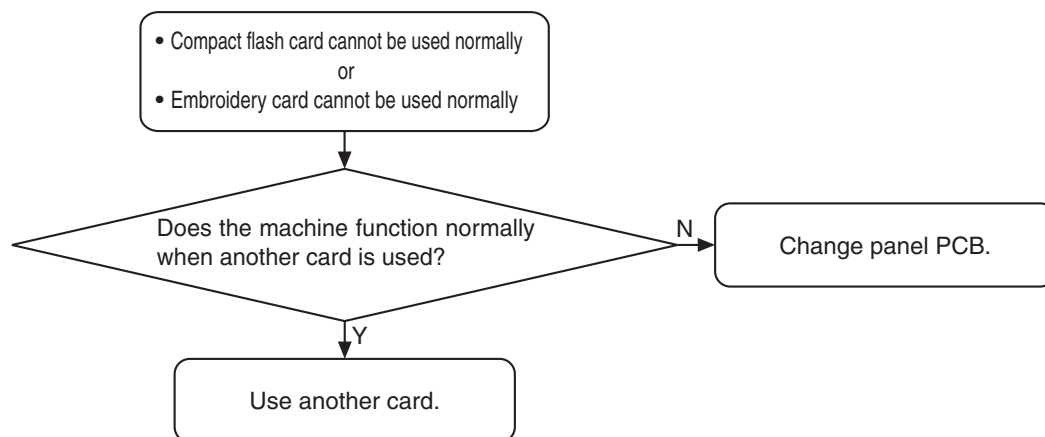 • Compact flash card cannot be used normally
or
• Embroidery card cannot be used normally
Does the machine function normally
when another card is used?
N
Change panel PCB.
Y
Use another card.